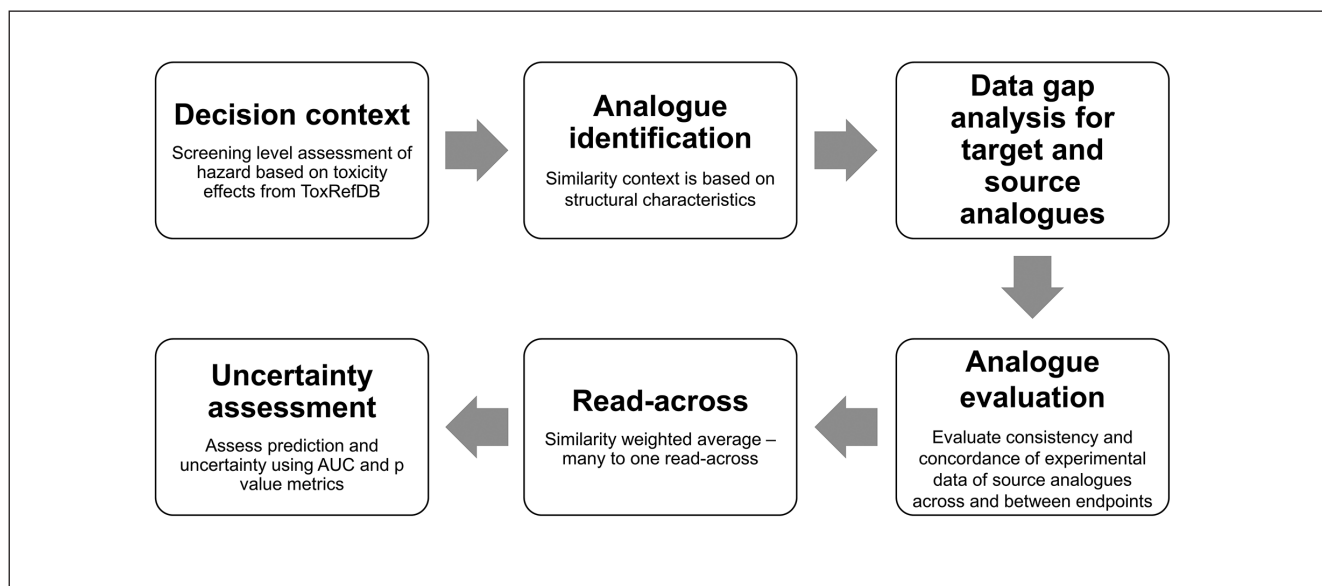 Decision context
Screening level assessment of
hazard based on toxicity
effects from ToxRefDB
Analogue
identification
Similarity context is based on
structural characteristics
Data gap
analysis for
target and
source
analogues
Analogue
evaluation
Evaluate consistency and
concordance of experimental
data of source analogues
across and between endpoints
Read-across
Similarity weighted average –
many to one read-across
Uncertainty
assessment
Assess prediction and
uncertainty using AUC and p
value metrics